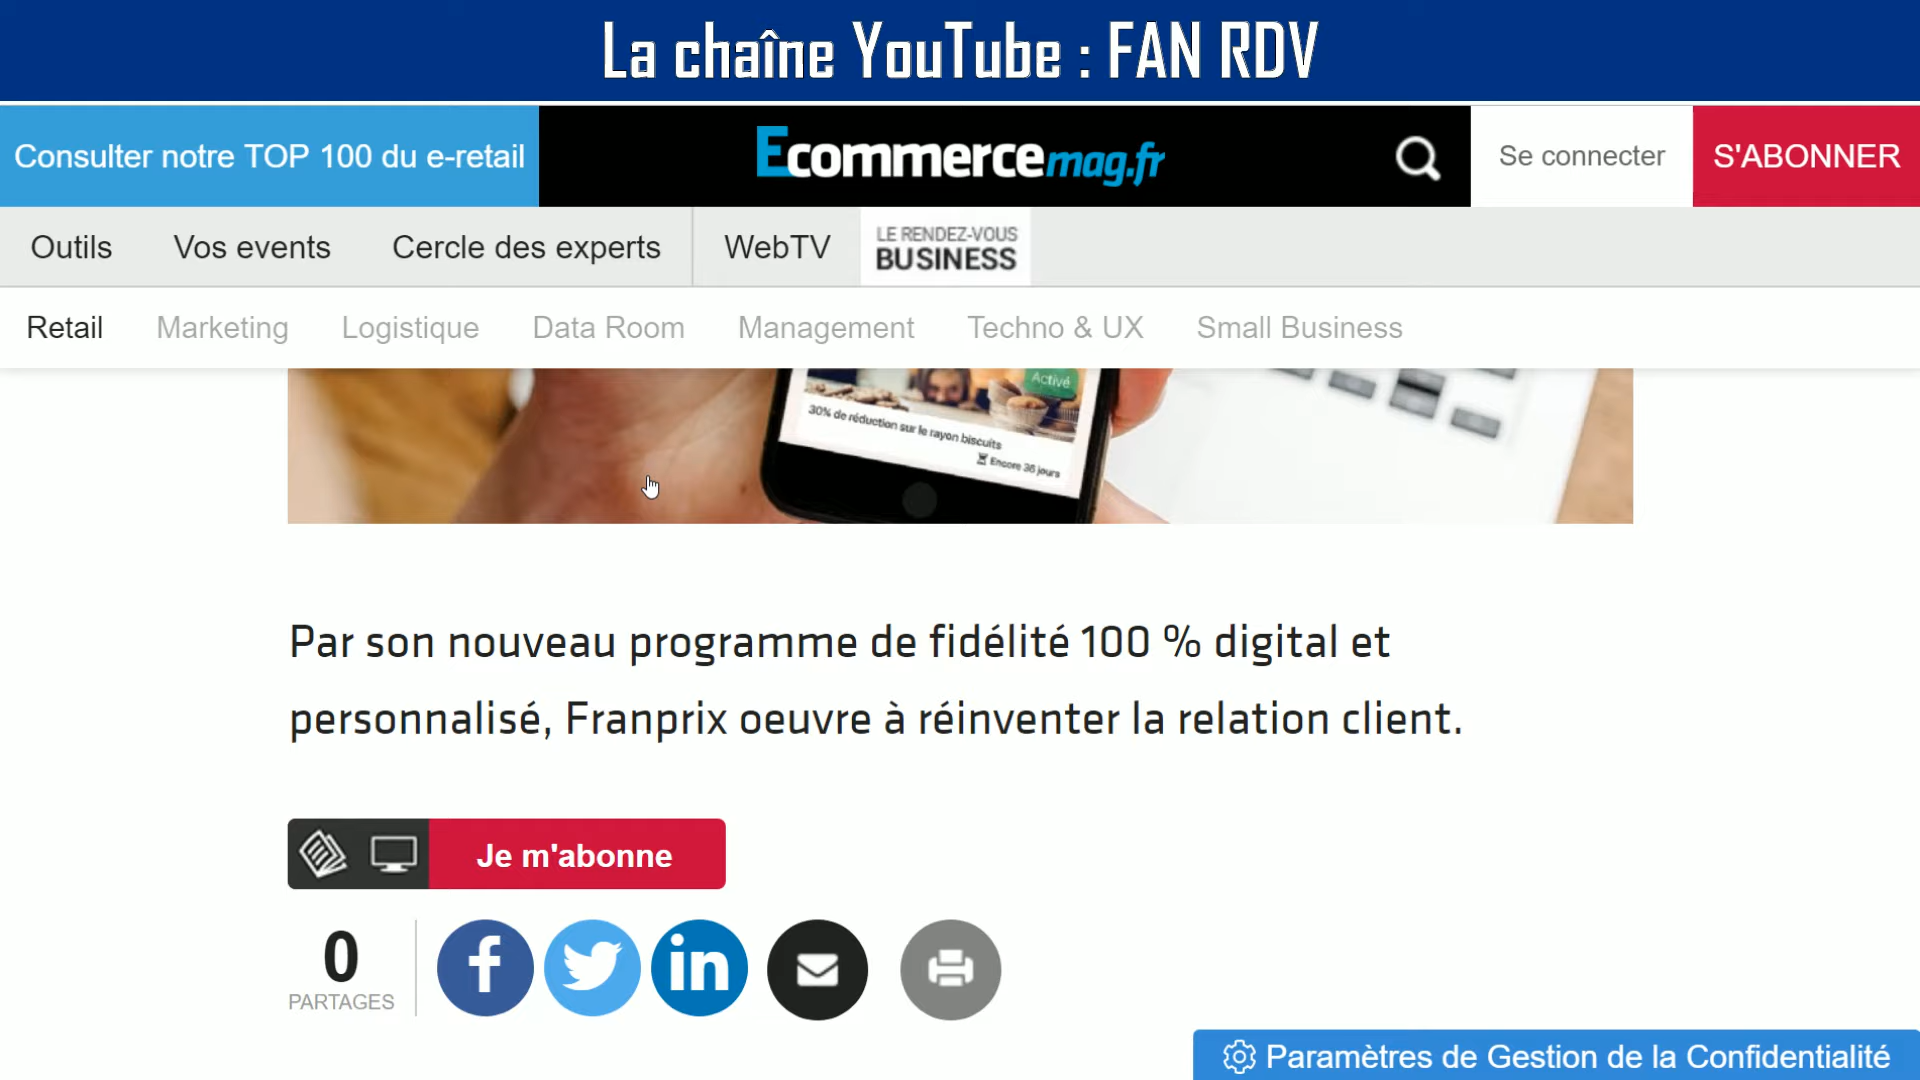 La chaîne YouTube : FAN RDV
Consulter notre TOP 100 du e-retail
Ecommercemag.fr
Se connecter
S'ABONNER
Outils
Vos events
Cercle des experts
WebTV
LE RENDEZ-VOUS
BUSINESS
Retail
Marketing
Logistique
Data Room
Management
Techno & UX
Small Business
Activé
30% de réduction sur le rayon biscuits
Encore 36 jours
Par son nouveau programme de fidélité 100 % digital et
personnalisé, Franprix oeuvre à réinventer la relation client.
Je m'abonne
0
PARTAGES
f
in
Paramètres de Gestion de la Confidentialité